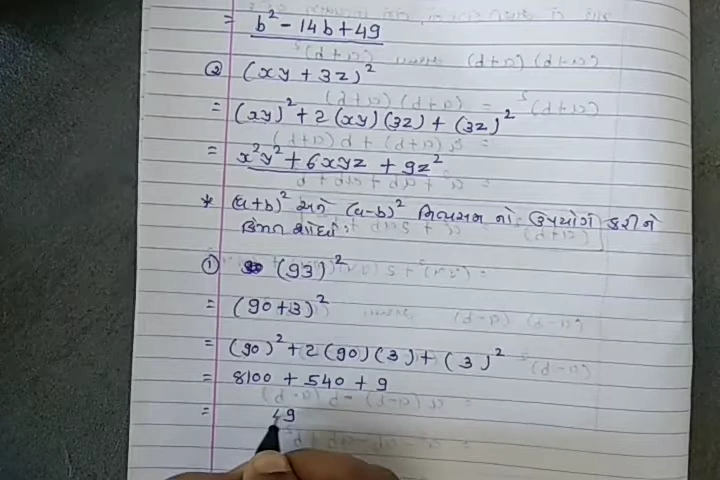 = b² - 14b + 49
② (xy + 3z)²
= (xy)² + 2 (xy) (3z) + (3z)²
= x²y² + 6xyz + 9z²
* (a+b)² અને (a-b)² નિત્યસમ નો ઉપયોગ કરીને
કિંમત શોધો:
① (93)²
= (90+3)²
= (90)² + 2 (90) (3) + (3)²
= 8100 + 540 + 9
= 49